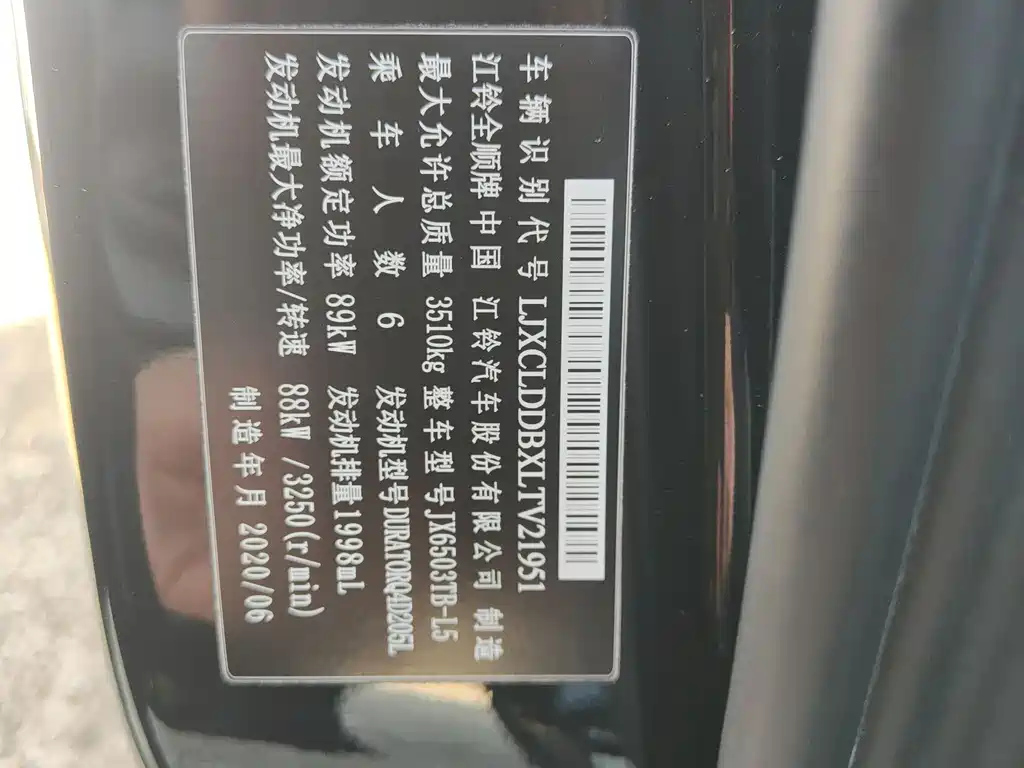 车辆识别代号 LJXCLDDBXLTV21951
江铃全顺牌 中国 江铃汽车股份有限公司 制造
最大允许总质量 3510kg 整车型号 JX6503TB-L5
乘车人数 6 发动机型号 DURATORQ4D205L
发动机额定功率 89kW 发动机排量 1998mL
发动机最大净功率/转速 88kW /3250(r/min)
制造年月 2020/06